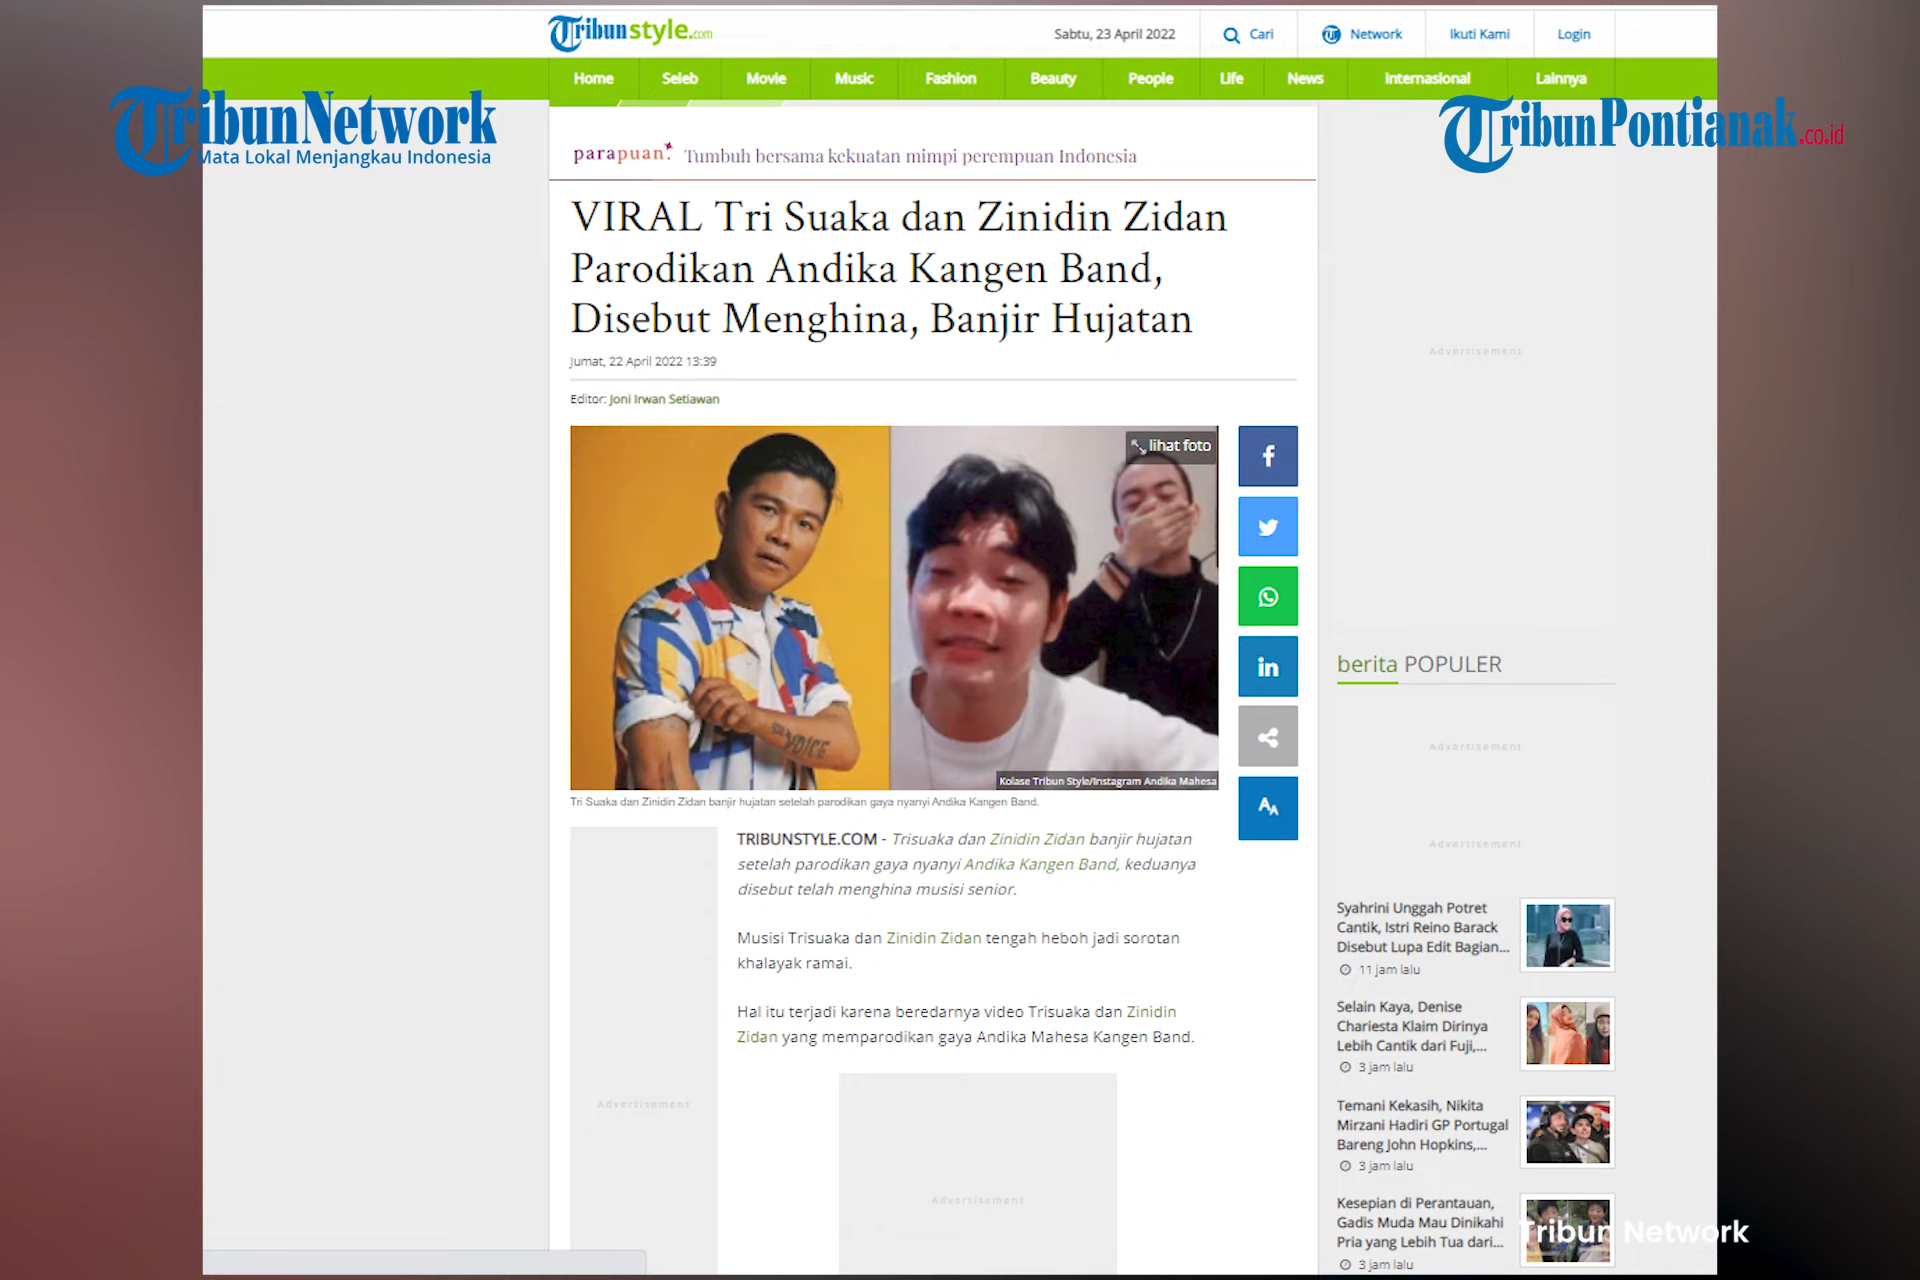 Tribunstyle.com
Sabtu, 23 April 2022
Cari
Network
Ikuti Kami
Login
Home
Seleb
Movie
Music
Fashion
Beauty
People
Life
News
Internasional
Lainnya
TribunNetwork
Mata Lokal Menjangkau Indonesia
TribunPontianak.co.id
parapuan. Tumbuh bersama kekuatan mimpi perempuan Indonesia
VIRAL Tri Suaka dan Zinidin Zidan
Parodikan Andika Kangen Band,
Disebut Menghina, Banjir Hujatan
Jumat, 22 April 2022 13:39
Editor: Joni Irwan Setiawan
lihat foto
VOICE
Kolase Tribun Style/Instagram Andika Mahesa
Tri Suaka dan Zinidin Zidan banjir hujatan setelah parodikan gaya nyanyi Andika Kangen Band.
f
in
AA
TRIBUNSTYLE.COM - Trisuaka dan Zinidin Zidan banjir hujatan
setelah parodikan gaya nyanyi Andika Kangen Band, keduanya
disebut telah menghina musisi senior.
Musisi Trisuaka dan Zinidin Zidan tengah heboh jadi sorotan
khalayak ramai.
Hal itu terjadi karena beredarnya video Trisuaka dan Zinidin
Zidan yang memparodikan gaya Andika Mahesa Kangen Band.
Advertisement
Advertisement
Advertisement
berita POPULER
Advertisement
Advertisement
Syahrini Unggah Potret
Cantik, Istri Reino Barack
Disebut Lupa Edit Bagian...
11 jam lalu
Selain Kaya, Denise
Chariesta Klaim Dirinya
Lebih Cantik dari Fuji,...
3 jam lalu
Temani Kekasih, Nikita
Mirzani Hadiri GP Portugal
Bareng John Hopkins,...
3 jam lalu
Kesepian di Perantauan,
Gadis Muda Mau Dinikahi
Pria yang Lebih Tua dari...
3 jam lalu
Tribun Network